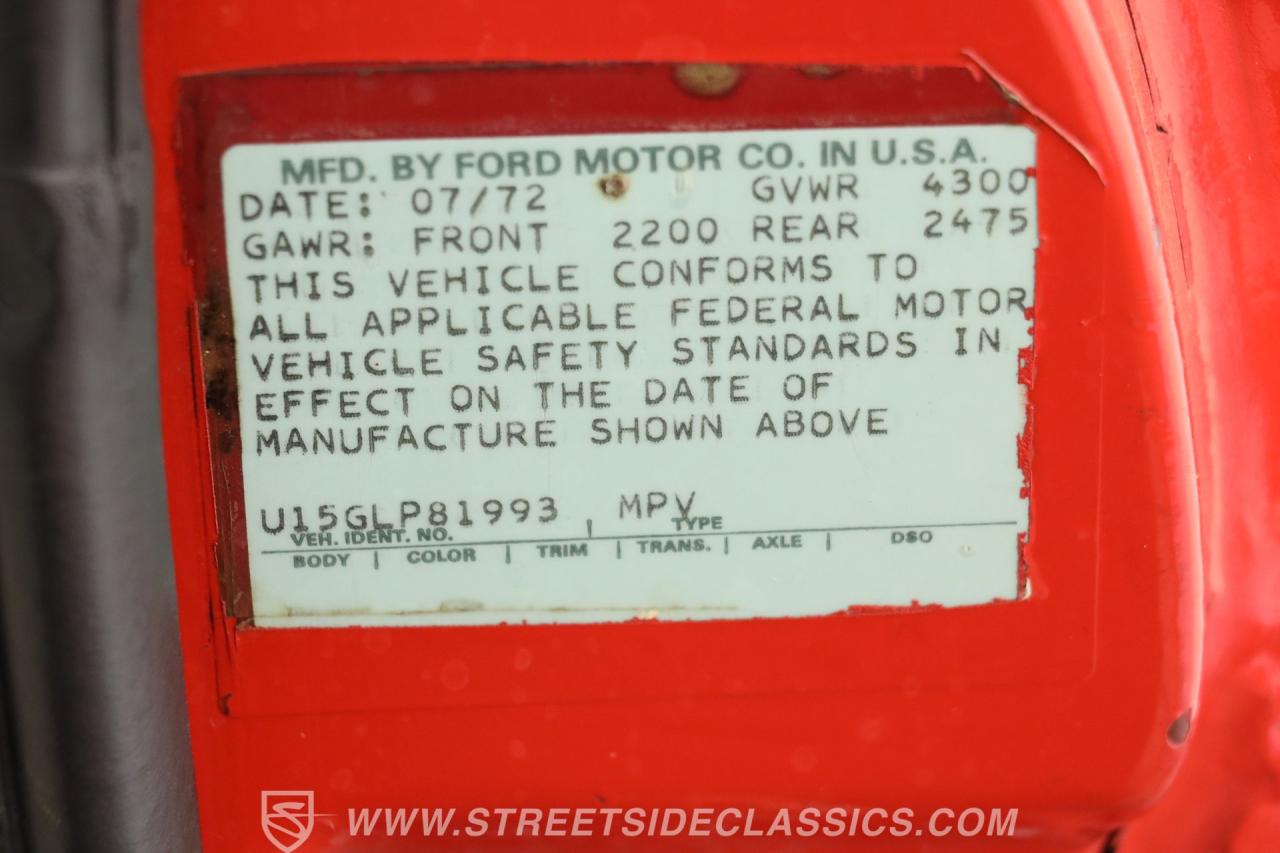 MFD. BY FORD MOTOR CO. IN U.S.A.
DATE: 07/72 GVWR 4300
GAWR: FRONT 2200 REAR 2475
THIS VEHICLE CONFORMS TO
ALL APPLICABLE FEDERAL MOTOR
VEHICLE SAFETY STANDARDS IN
EFFECT ON THE DATE OF
MANUFACTURE SHOWN ABOVE
U15GLP81993 MPV
VEH. IDENT. NO. TYPE
BODY | COLOR | TRIM | TRANS. | AXLE | DSO
WWW.STREETSIDECLASSICS.COM